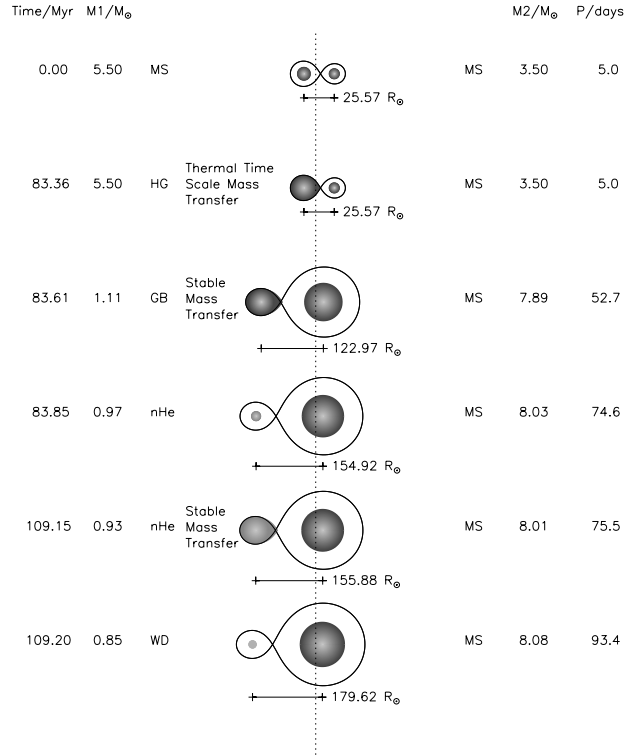 Time/Myr M1/M⊙ M2/M⊙ P/days
0.00 5.50 MS MS 3.50 5.0
25.57 R⊙
Thermal Time
83.36 5.50 HG Scale Mass MS 3.50 5.0
Transfer
25.57 R⊙
Stable
83.61 1.11 GB Mass MS 7.89 52.7
Transfer
122.97 R⊙
83.85 0.97 nHe MS 8.03 74.6
154.92 R⊙
Stable
109.15 0.93 nHe Mass MS 8.01 75.5
Transfer
155.88 R⊙
109.20 0.85 WD MS 8.08 93.4
179.62 R⊙